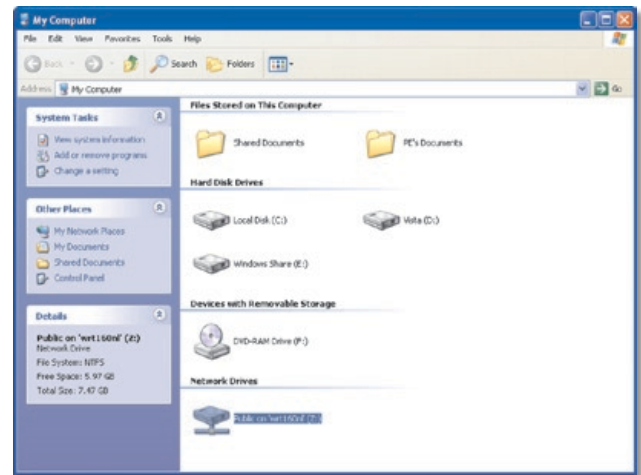 My Computer
File Edit View Favorites Tools Help
Back Search Folders
Address My Computer Go
System Tasks
View system information
Add or remove programs
Change a setting
Other Places
My Network Places
My Documents
Shared Documents
Control Panel
Details
Public on 'wrt160nl' (Z:)
Network Drive
File System: NTFS
Free Space: 5.97 GB
Total Size: 7.47 GB
Files Stored on This Computer
Shared Documents PE's Documents
Hard Disk Drives
Local Disk (C:) Vista (D:)
Windows Share (E:)
Devices with Removable Storage
DVD-RAM Drive (F:)
Network Drives
Public on 'wrt160nl' (Z:)